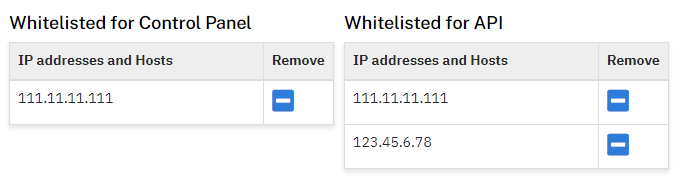 Whitelisted for Control Panel
IP addresses and Hosts Remove
111.11.11.111
Whitelisted for API
IP addresses and Hosts Remove
111.11.11.111
123.45.6.78